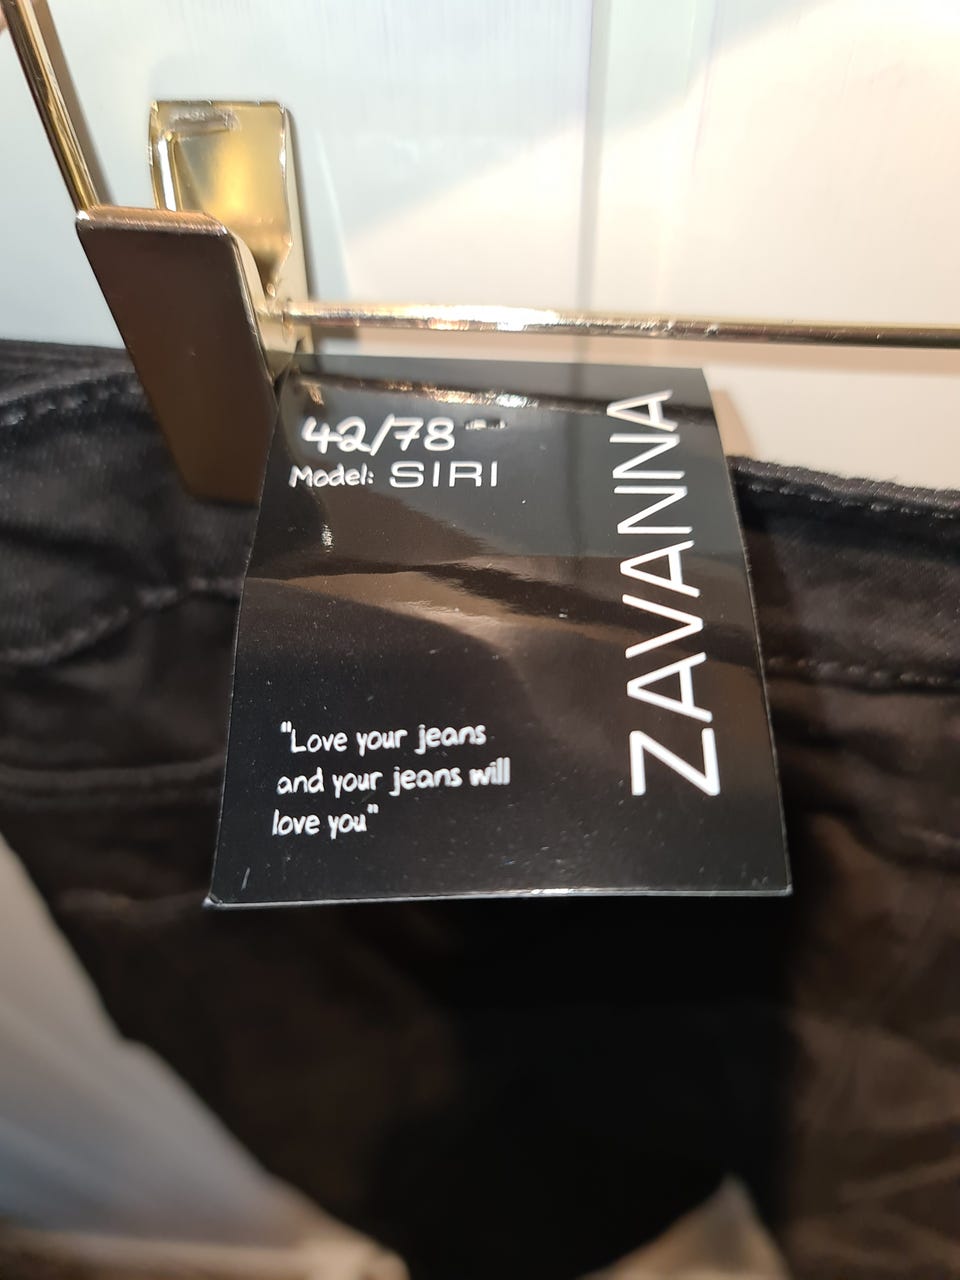 42/78
Model: SIRI
ZAVANNA
"Love your jeans
and your jeans will
love you"